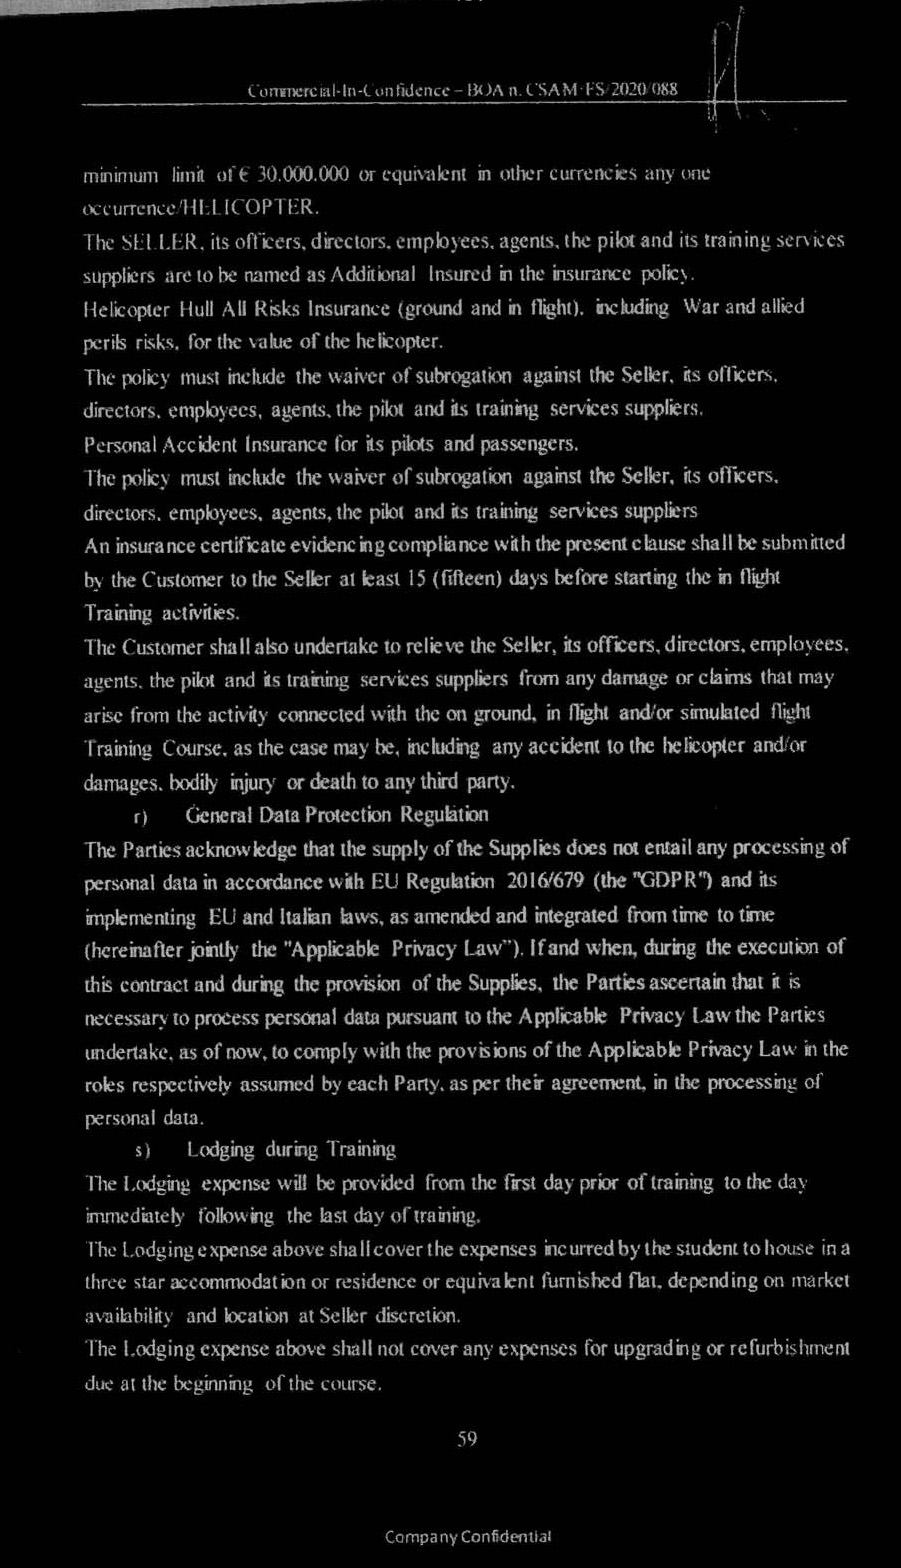 Commercial-In-Confidence – BOA n. CSAM-FS/2020/088
minimum limit of € 30.000.000 or equivalent in other currencies any one
occurrence/HELICOPTER.
The SELLER, its officers, directors, employees, agents, the pilot and its training services
suppliers are to be named as Additional Insured in the insurance policy.
Helicopter Hull All Risks Insurance (ground and in flight), including War and allied
perils risks, for the value of the helicopter.
The policy must include the waiver of subrogation against the Seller, its officers,
directors, employees, agents, the pilot and its training services suppliers.
Personal Accident Insurance for its pilots and passengers.
The policy must include the waiver of subrogation against the Seller, its officers,
directors, employees, agents, the pilot and its training services suppliers
An insurance certificate evidencing compliance with the present clause shall be submitted
by the Customer to the Seller at least 15 (fifteen) days before starting the in flight
Training activities.
The Customer shall also undertake to relieve the Seller, its officers, directors, employees,
agents, the pilot and its training services suppliers from any damage or claims that may
arise from the activity connected with the on ground, in flight and/or simulated flight
Training Course, as the case may be, including any accident to the helicopter and/or
damages, bodily injury or death to any third party.
r) General Data Protection Regulation
The Parties acknowledge that the supply of the Supplies does not entail any processing of
personal data in accordance with EU Regulation 2016/679 (the "GDPR") and its
implementing EU and Italian laws, as amended and integrated from time to time
(hereinafter jointly the "Applicable Privacy Law"). If and when, during the execution of
this contract and during the provision of the Supplies, the Parties ascertain that it is
necessary to process personal data pursuant to the Applicable Privacy Law the Parties
undertake, as of now, to comply with the provisions of the Applicable Privacy Law in the
roles respectively assumed by each Party, as per their agreement, in the processing of
personal data.
s) Lodging during Training
The Lodging expense will be provided from the first day prior of training to the day
immediately following the last day of training.
The Lodging expense above shall cover the expenses incurred by the student to house in a
three star accommodation or residence or equivalent furnished flat, depending on market
availability and location at Seller discretion.
The Lodging expense above shall not cover any expenses for upgrading or refurbishment
due at the beginning of the course.
59
Company Confidential